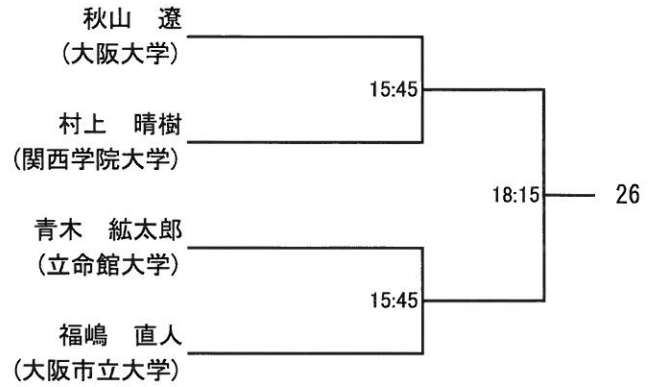 秋山　遼
(大阪大学)
15:45
村上　晴樹
(関西学院大学)
18:15
26
青木　紘太郎
(立命館大学)
15:45
福嶋　直人
(大阪市立大学)